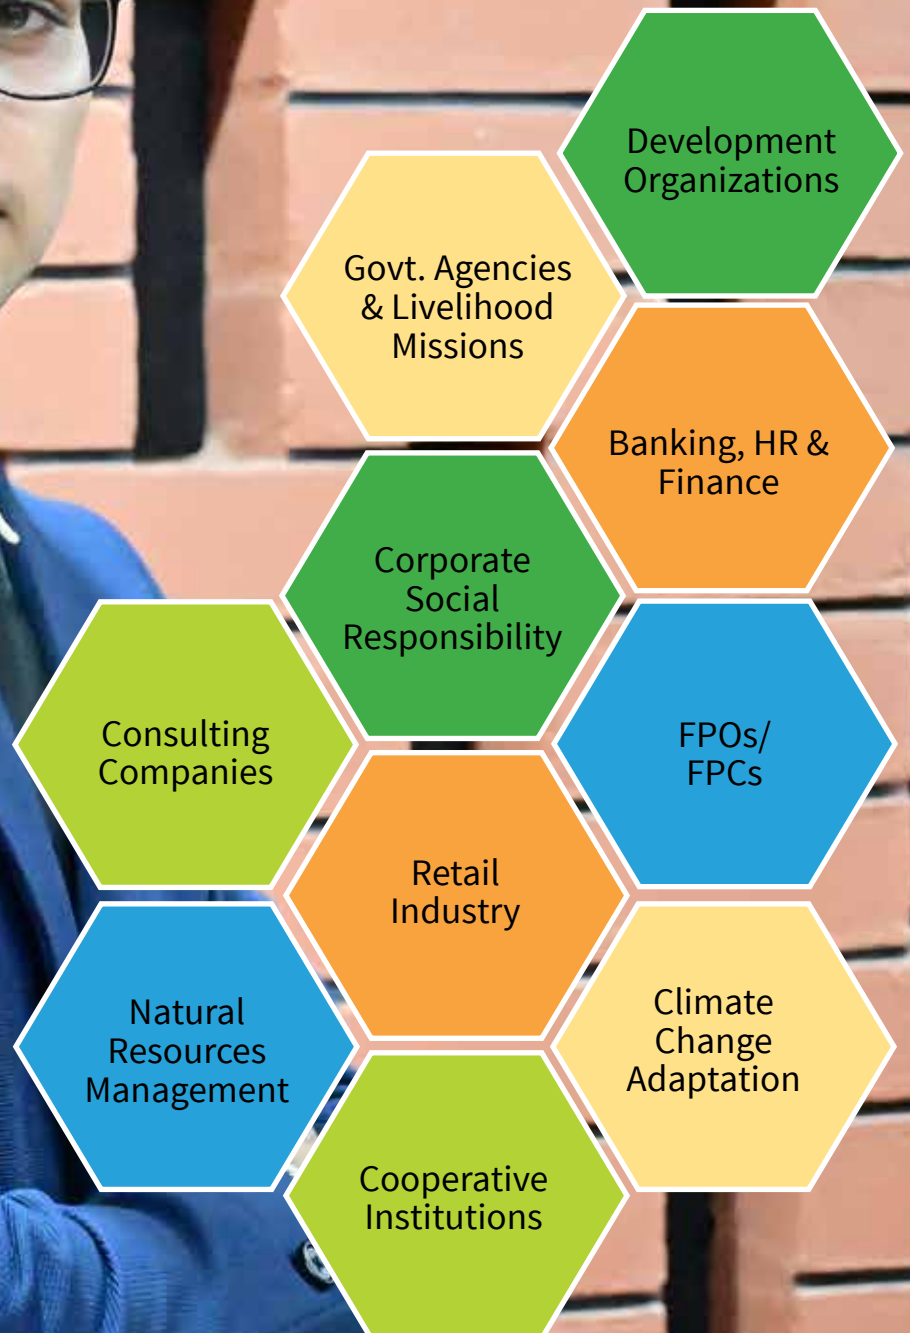 Development
Organizations
Govt. Agencies
& Livelihood
Missions
Banking, HR &
Finance
Corporate
Social
Responsibility
Consulting
Companies
FPOs/
FPCs
Retail
Industry
Natural
Resources
Management
Climate
Change
Adaptation
Cooperative
Institutions